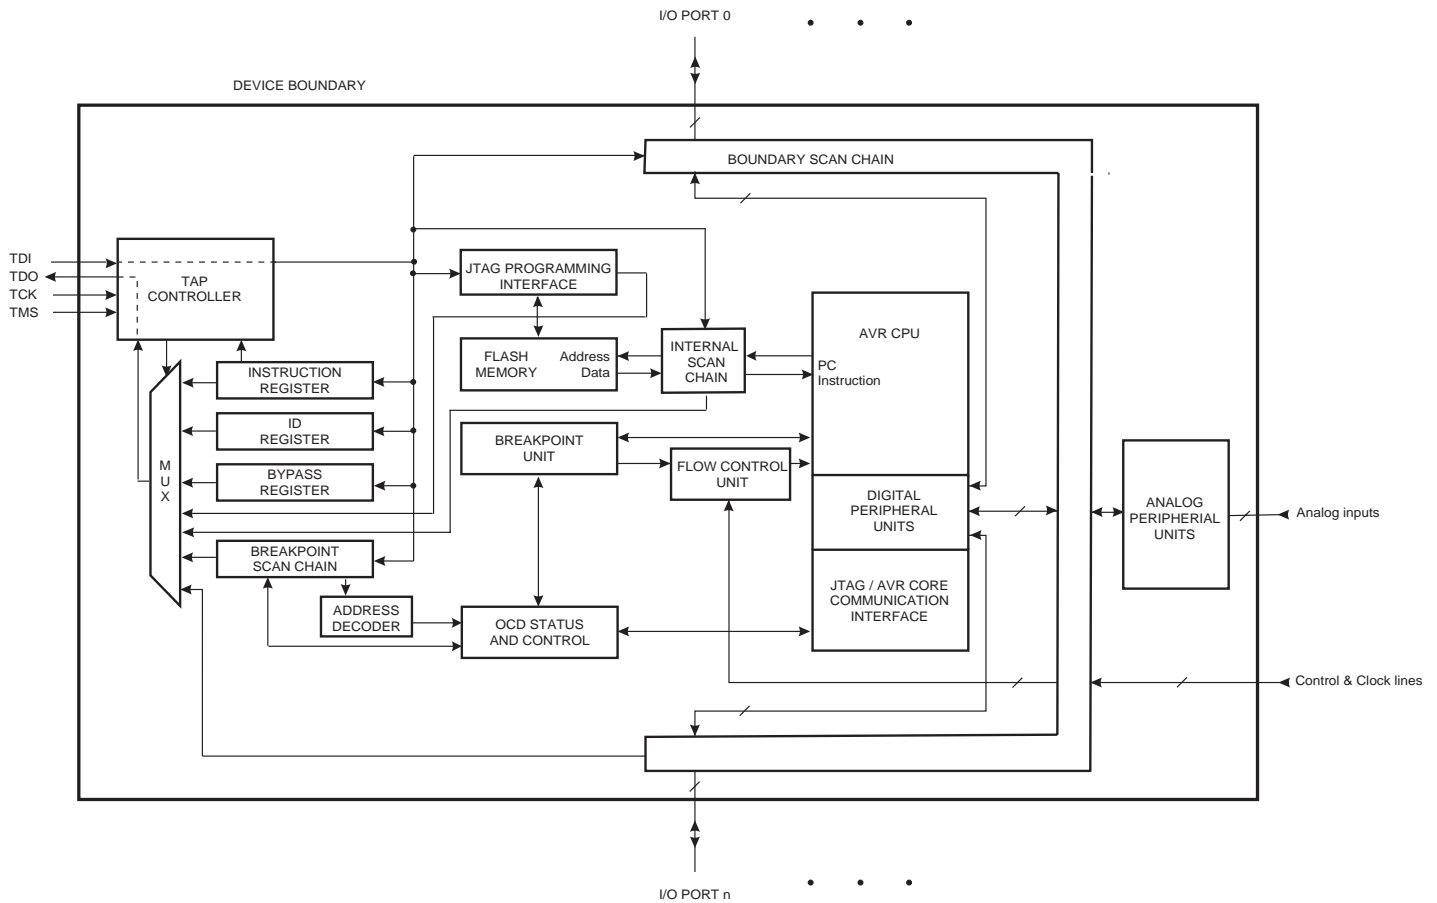 I/O PORT 0
DEVICE BOUNDARY
BOUNDARY SCAN CHAIN
TDI
TDO
TCK
TMS
TAP
CONTROLLER
JTAG PROGRAMMING
INTERFACE
FLASH
MEMORY
Address
Data
INTERNAL
SCAN
CHAIN
AVR CPU
PC
Instruction
INSTRUCTION
REGISTER
ID
REGISTER
BYPASS
REGISTER
M
U
X
BREAKPOINT
UNIT
FLOW CONTROL
UNIT
DIGITAL
PERIPHERAL
UNITS
ANALOG
PERIPHERIAL
UNITS
Analog inputs
BREAKPOINT
SCAN CHAIN
ADDRESS
DECODER
OCD STATUS
AND CONTROL
JTAG / AVR CORE
COMMUNICATION
INTERFACE
Control & Clock lines
I/O PORT n